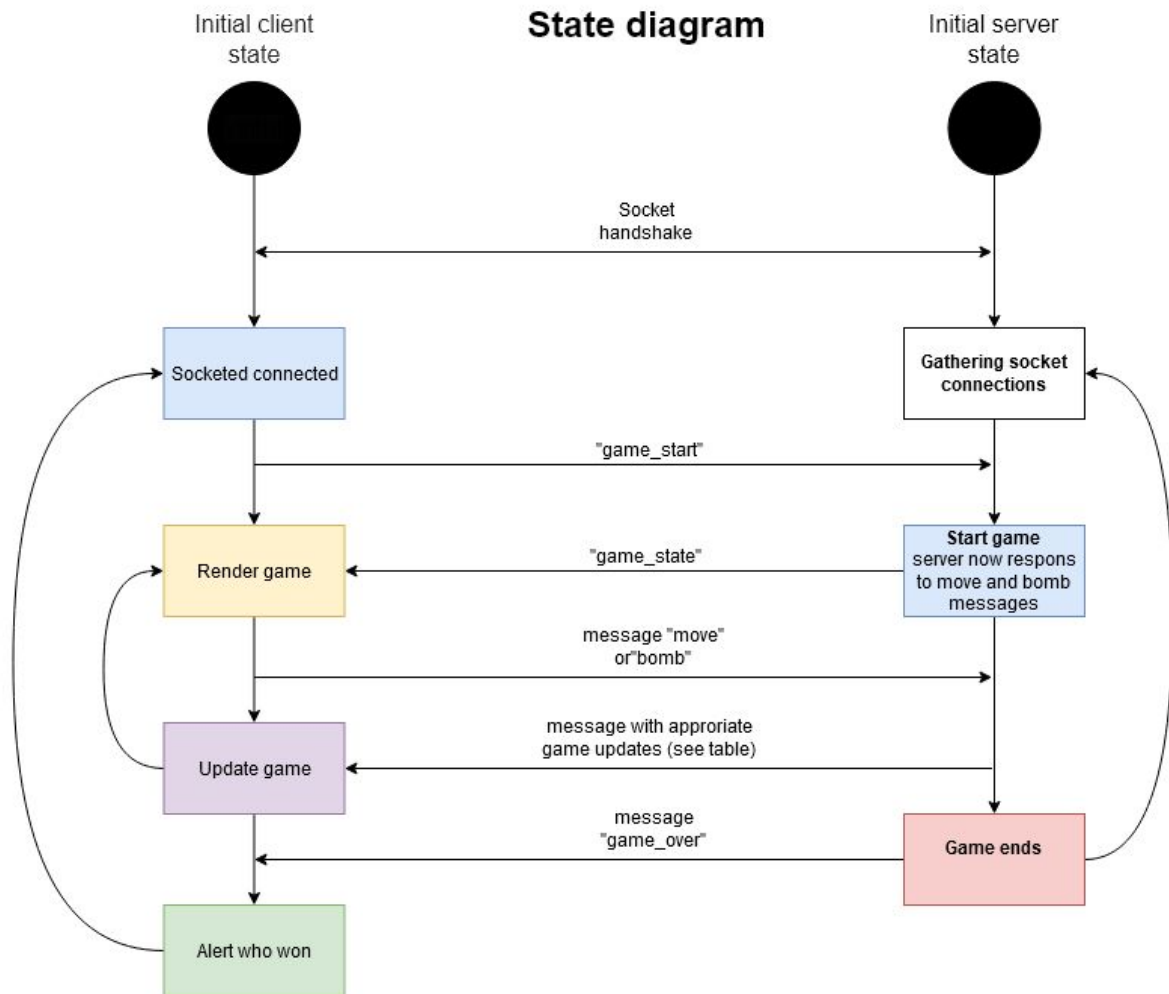 State diagram
Initial client
state
Initial server
state
Socket
handshake
Socketed connected
Gathering socket
connections
"game_start"
Render game
"game_state"
Start game
server now respons
to move and bomb
messages
message "move"
or"bomb"
Update game
message with approriate
game updates (see table)
message
"game_over"
Game ends
Alert who won